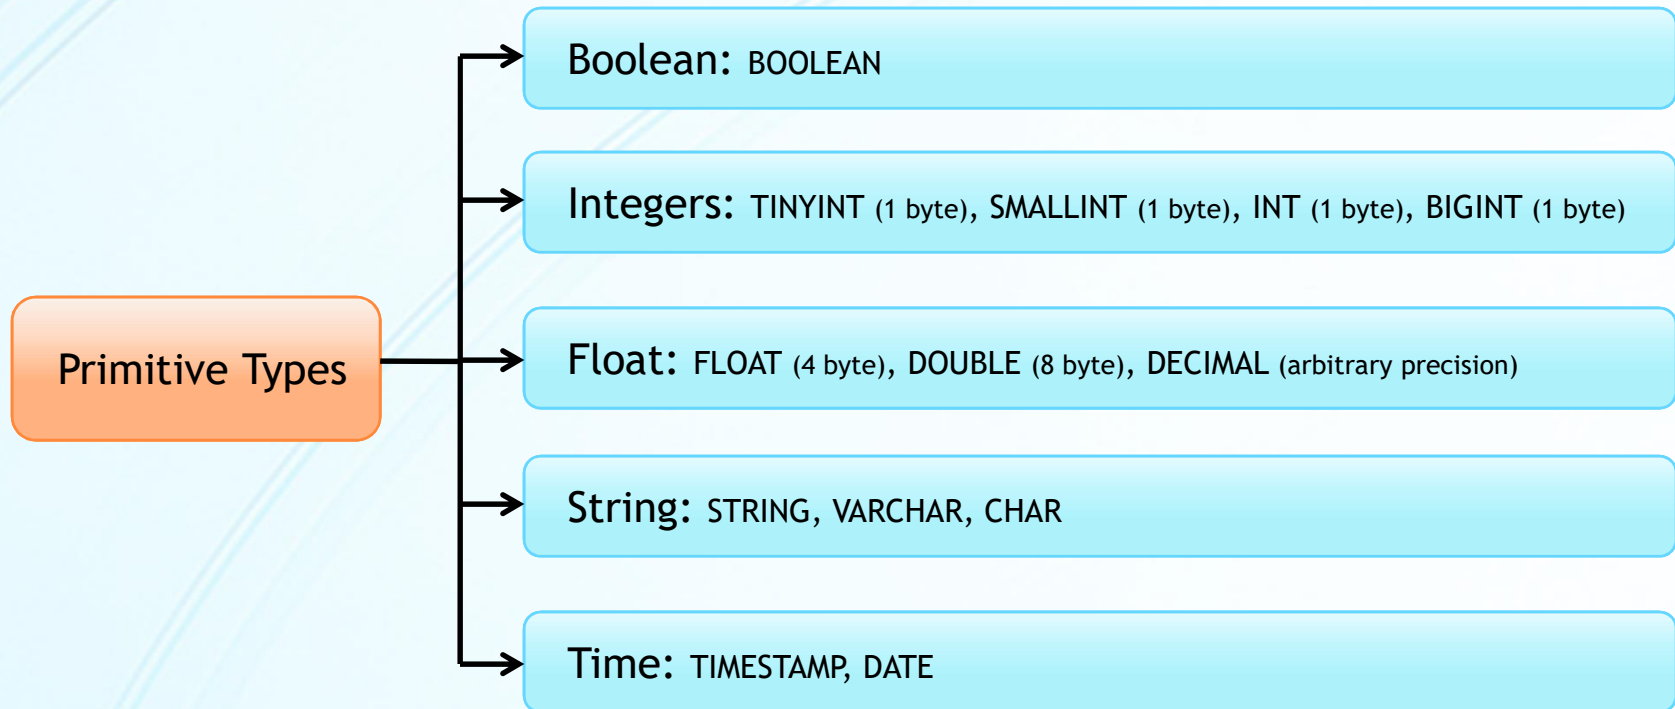 Boolean: BOOLEAN
Integers: TINYINT (1 byte), SMALLINT (1 byte), INT (1 byte), BIGINT (1 byte)
Primitive Types
Float: FLOAT (4 byte), DOUBLE (8 byte), DECIMAL (arbitrary precision)
String: STRING, VARCHAR, CHAR
Time: TIMESTAMP, DATE